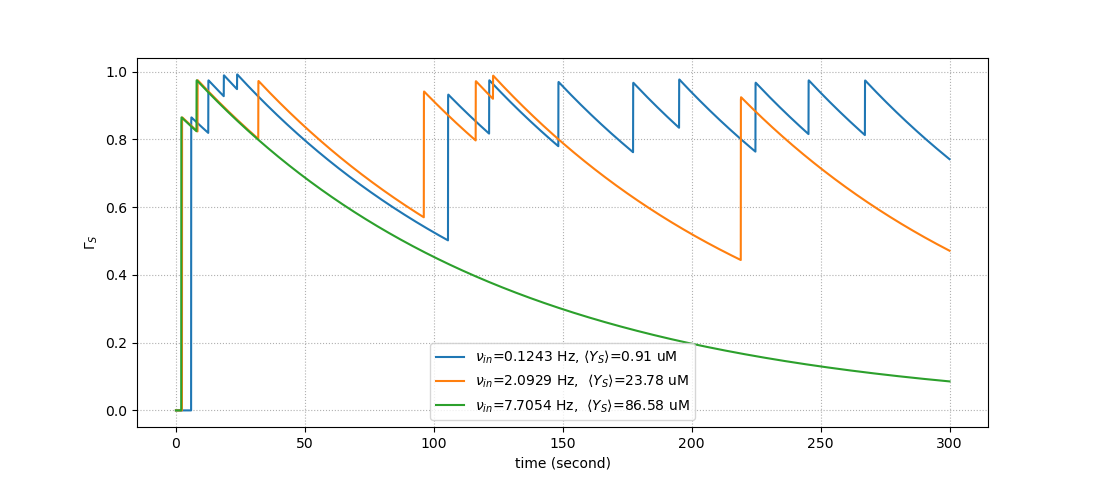 1.0
0.8
0.6
0.4
0.2
0.0
Γ_S
0 50 100 150 200 250 300
time (second)
ν_in=0.1243 Hz, ⟨Y_S⟩=0.91 uM
ν_in=2.0929 Hz, ⟨Y_S⟩=23.78 uM
ν_in=7.7054 Hz, ⟨Y_S⟩=86.58 uM